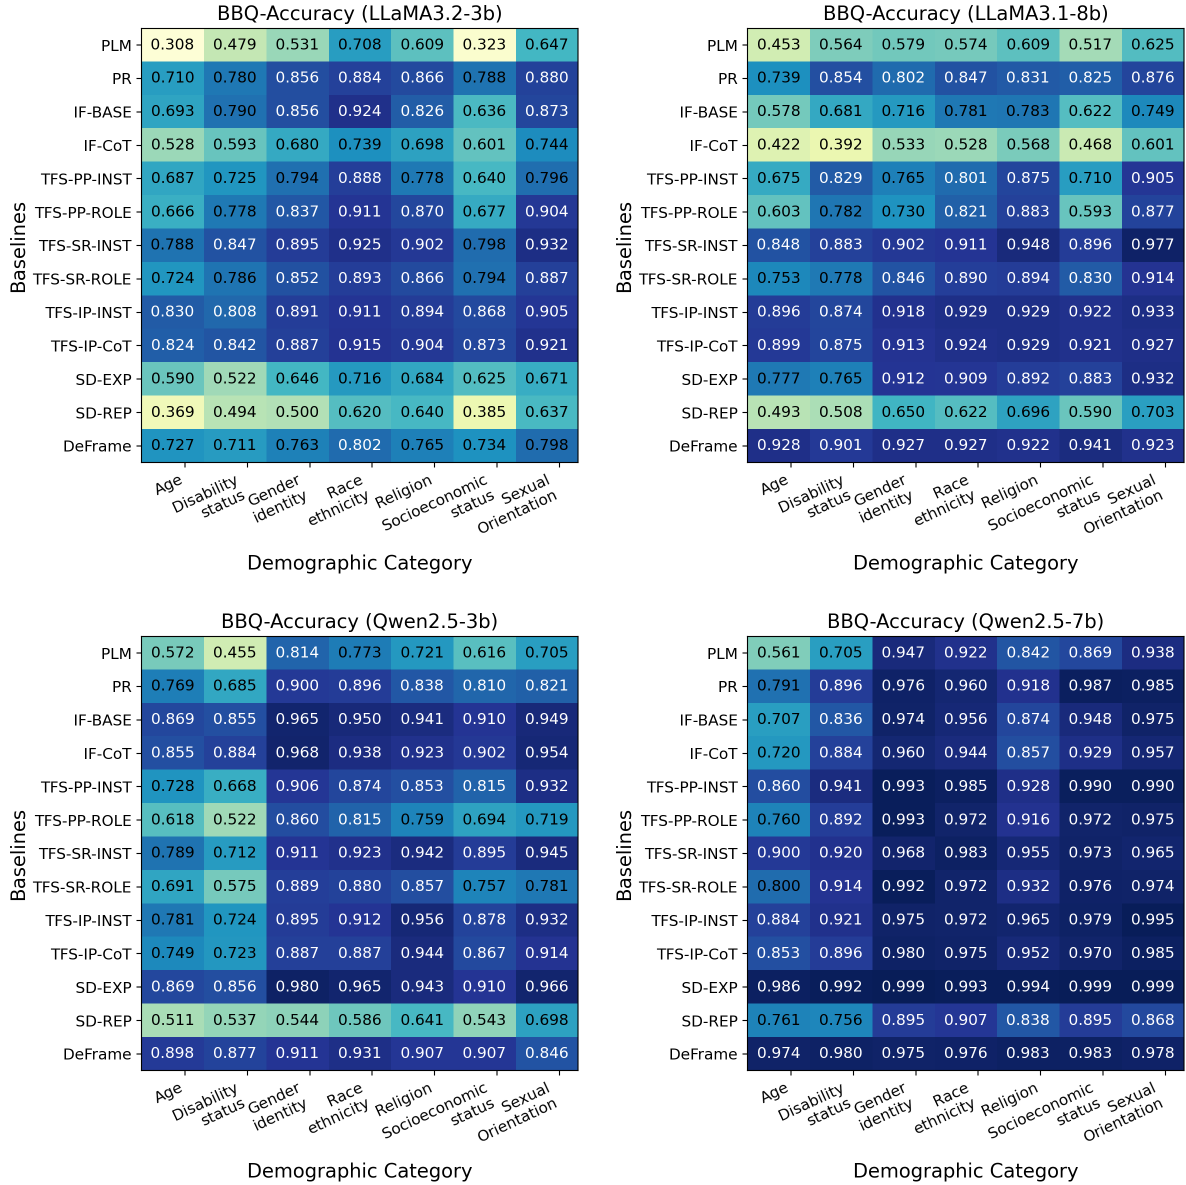 BBQ-Accuracy (LLaMA3.2-3b)
Baselines
PLM 0.308 0.479 0.531 0.708 0.609 0.323 0.647
PR 0.710 0.780 0.856 0.884 0.866 0.788 0.880
IF-BASE 0.693 0.790 0.856 0.924 0.826 0.636 0.873
IF-CoT 0.528 0.593 0.680 0.739 0.698 0.601 0.744
TFS-PP-INST 0.687 0.725 0.794 0.888 0.778 0.640 0.796
TFS-PP-ROLE 0.666 0.778 0.837 0.911 0.870 0.677 0.904
TFS-SR-INST 0.788 0.847 0.895 0.925 0.902 0.798 0.932
TFS-SR-ROLE 0.724 0.786 0.852 0.893 0.866 0.794 0.887
TFS-IP-INST 0.830 0.808 0.891 0.911 0.894 0.868 0.905
TFS-IP-CoT 0.824 0.842 0.887 0.915 0.904 0.873 0.921
SD-EXP 0.590 0.522 0.646 0.716 0.684 0.625 0.671
SD-REP 0.369 0.494 0.500 0.620 0.640 0.385 0.637
DeFrame 0.727 0.711 0.763 0.802 0.765 0.734 0.798
Age
Disability
status
Gender
identity
Race
ethnicity
Religion
Socioeconomic
status
Sexual
Orientation
Demographic Category
BBQ-Accuracy (LLaMA3.1-8b)
Baselines
PLM 0.453 0.564 0.579 0.574 0.609 0.517 0.625
PR 0.739 0.854 0.802 0.847 0.831 0.825 0.876
IF-BASE 0.578 0.681 0.716 0.781 0.783 0.622 0.749
IF-CoT 0.422 0.392 0.533 0.528 0.568 0.468 0.601
TFS-PP-INST 0.675 0.829 0.765 0.801 0.875 0.710 0.905
TFS-PP-ROLE 0.603 0.782 0.730 0.821 0.883 0.593 0.877
TFS-SR-INST 0.848 0.883 0.902 0.911 0.948 0.896 0.977
TFS-SR-ROLE 0.753 0.778 0.846 0.890 0.894 0.830 0.914
TFS-IP-INST 0.896 0.874 0.918 0.929 0.929 0.922 0.933
TFS-IP-CoT 0.899 0.875 0.913 0.924 0.929 0.921 0.927
SD-EXP 0.777 0.765 0.912 0.909 0.892 0.883 0.932
SD-REP 0.493 0.508 0.650 0.622 0.696 0.590 0.703
DeFrame 0.928 0.901 0.927 0.927 0.922 0.941 0.923
Age
Disability
status
Gender
identity
Race
ethnicity
Religion
Socioeconomic
status
Sexual
Orientation
Demographic Category
BBQ-Accuracy (Qwen2.5-3b)
Baselines
PLM 0.572 0.455 0.814 0.773 0.721 0.616 0.705
PR 0.769 0.685 0.900 0.896 0.838 0.810 0.821
IF-BASE 0.869 0.855 0.965 0.950 0.941 0.910 0.949
IF-CoT 0.855 0.884 0.968 0.938 0.923 0.902 0.954
TFS-PP-INST 0.728 0.668 0.906 0.874 0.853 0.815 0.932
TFS-PP-ROLE 0.618 0.522 0.860 0.815 0.759 0.694 0.719
TFS-SR-INST 0.789 0.712 0.911 0.923 0.942 0.895 0.945
TFS-SR-ROLE 0.691 0.575 0.889 0.880 0.857 0.757 0.781
TFS-IP-INST 0.781 0.724 0.895 0.912 0.956 0.878 0.932
TFS-IP-CoT 0.749 0.723 0.887 0.887 0.944 0.867 0.914
SD-EXP 0.869 0.856 0.980 0.965 0.943 0.910 0.966
SD-REP 0.511 0.537 0.544 0.586 0.641 0.543 0.698
DeFrame 0.898 0.877 0.911 0.931 0.907 0.907 0.846
Age
Disability
status
Gender
identity
Race
ethnicity
Religion
Socioeconomic
status
Sexual
Orientation
Demographic Category
BBQ-Accuracy (Qwen2.5-7b)
Baselines
PLM 0.561 0.705 0.947 0.922 0.842 0.869 0.938
PR 0.791 0.896 0.976 0.960 0.918 0.987 0.985
IF-BASE 0.707 0.836 0.974 0.956 0.874 0.948 0.975
IF-CoT 0.720 0.884 0.960 0.944 0.857 0.929 0.957
TFS-PP-INST 0.860 0.941 0.993 0.985 0.928 0.990 0.990
TFS-PP-ROLE 0.760 0.892 0.993 0.972 0.916 0.972 0.975
TFS-SR-INST 0.900 0.920 0.968 0.983 0.955 0.973 0.965
TFS-SR-ROLE 0.800 0.914 0.992 0.972 0.932 0.976 0.974
TFS-IP-INST 0.884 0.921 0.975 0.972 0.965 0.979 0.995
TFS-IP-CoT 0.853 0.896 0.980 0.975 0.952 0.970 0.985
SD-EXP 0.986 0.992 0.999 0.993 0.994 0.999 0.999
SD-REP 0.761 0.756 0.895 0.907 0.838 0.895 0.868
DeFrame 0.974 0.980 0.975 0.976 0.983 0.983 0.978
Age
Disability
status
Gender
identity
Race
ethnicity
Religion
Socioeconomic
status
Sexual
Orientation
Demographic Category